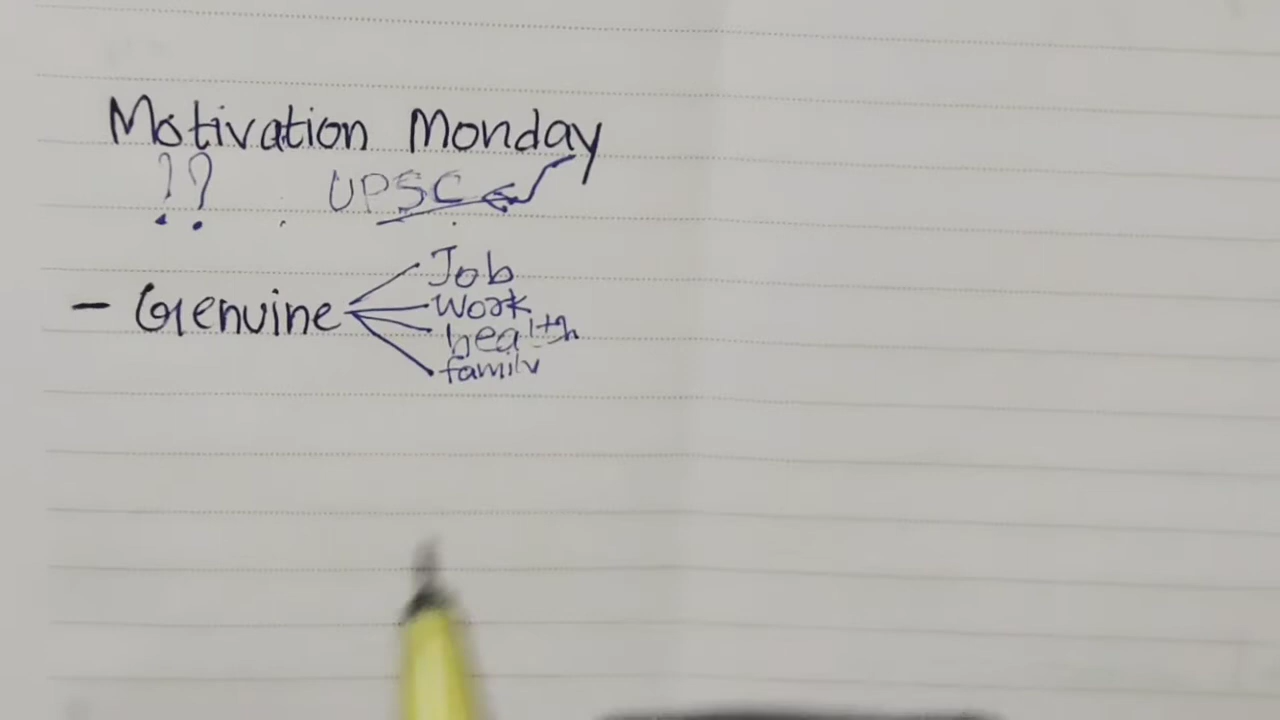 Motivation Monday
?? UPSC
- Genuine
Job
Work
health
family